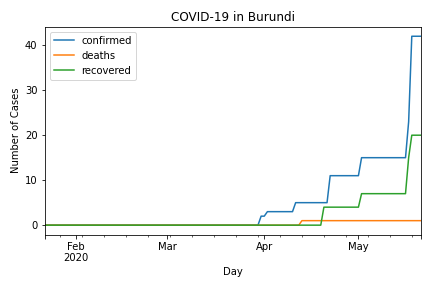 COVID-19 in Burundi
confirmed
deaths
recovered
Number of Cases
40
30
20
10
0
Feb
2020
Mar
Apr
May
Day